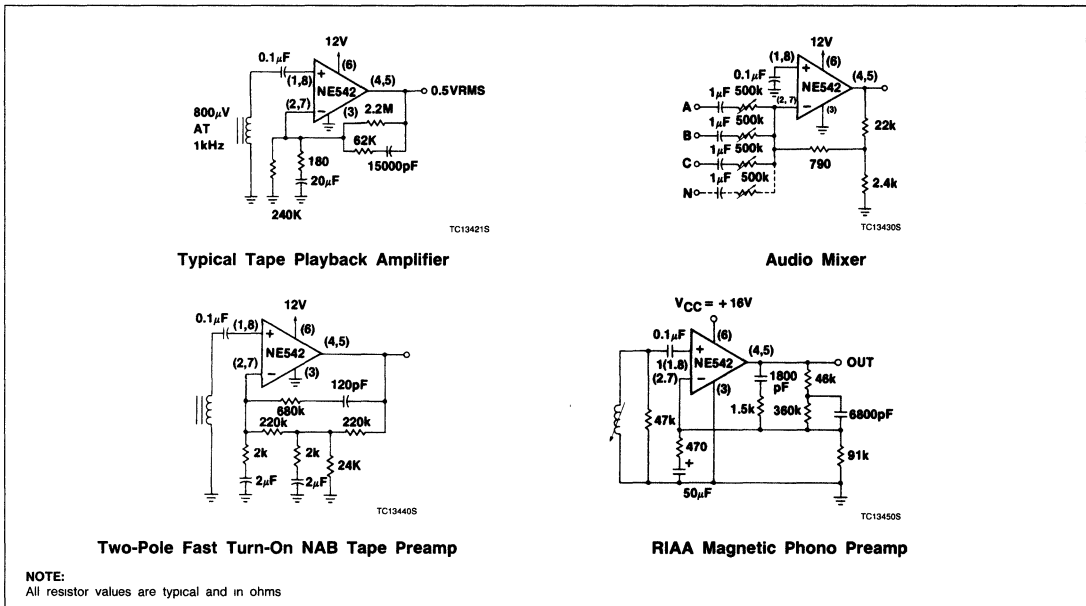 12V
0.1μF
(6)
(1,8)
+
(4,5)
NE542
0.5VRMS
(2,7)
−
(3)
2.2M
800μV
AT
1kHz
62K
15000pF
180
20μF
240K
TC13421S
Typical Tape Playback Amplifier
12V
(1,8)
(6)
+
0.1μF
(4,5)
NE542
1μF 500k
(2, 7)
−
(3)
A
1μF 500k
B
1μF 500k
C
1μF 500k
N
22k
790
2.4k
TC13430S
Audio Mixer
12V
0.1μF
(1,8)
(6)
+
(4,5)
NE542
(2,7)
−
(3)
120pF
680k
220k
220k
2k
2k
24K
2μF
2μF
TC13440S
Two-Pole Fast Turn-On NAB Tape Preamp
VCC = +16V
0.1μF
(6)
+
(4,5)
1(1.8)
NE542
OUT
(2.7)
−
(3)
1800
pF
46k
47k
1.5k
360k
6800pF
470
+
91k
50μF
TC13450S
RIAA Magnetic Phono Preamp
NOTE:
All resistor values are typical and in ohms